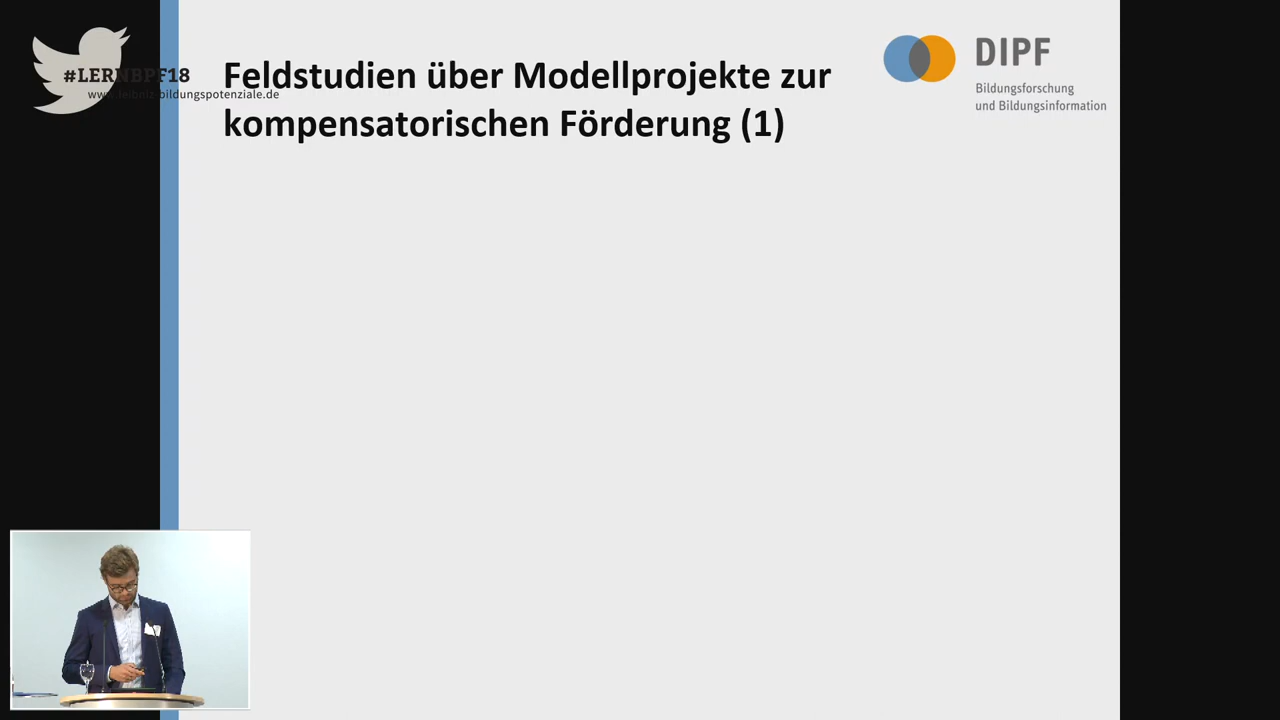 #LERNBPF18
www.leibniz-bildungspotenziale.de
Feldstudien über Modellprojekte zur
kompensatorischen Förderung (1)
DIPF
Bildungsforschung
und Bildungsinformation